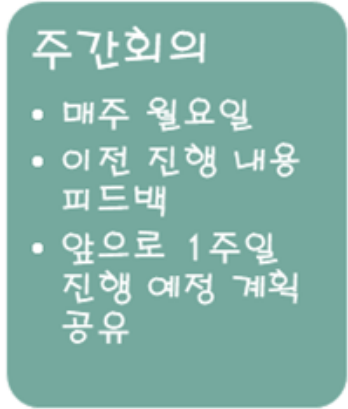 주간회의
• 매주 월요일
• 이전 진행 내용
피드백
• 앞으로 1주일
진행 예정 계획
공유